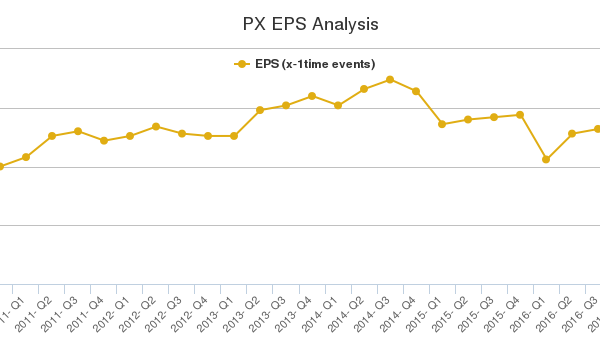 PX EPS Analysis
EPS (x-1time events)
11- Q1
2011- Q2
2011- Q3
2011- Q4
2012- Q1
2012- Q2
2012- Q3
2012- Q4
2013- Q1
2013- Q2
2013- Q3
2013- Q4
2014- Q1
2014- Q2
2014- Q3
2014- Q4
2015- Q1
2015- Q2
2015- Q3
2015- Q4
2016- Q1
2016- Q2
2016- Q3